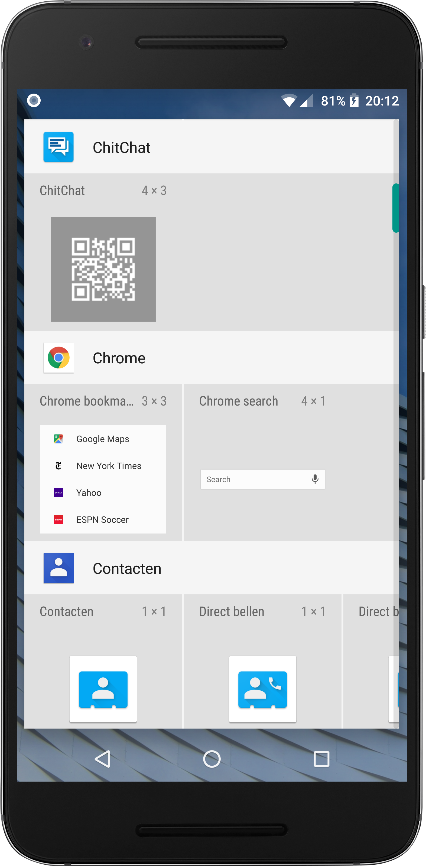 81% 20:12
ChitChat
ChitChat 4 × 3
Chrome
Chrome bookma… 3 × 3 Chrome search 4 × 1
Google Maps
New York Times
Search
Yahoo
ESPN Soccer
Contacten
Contacten 1 × 1 Direct bellen 1 × 1 Direct b